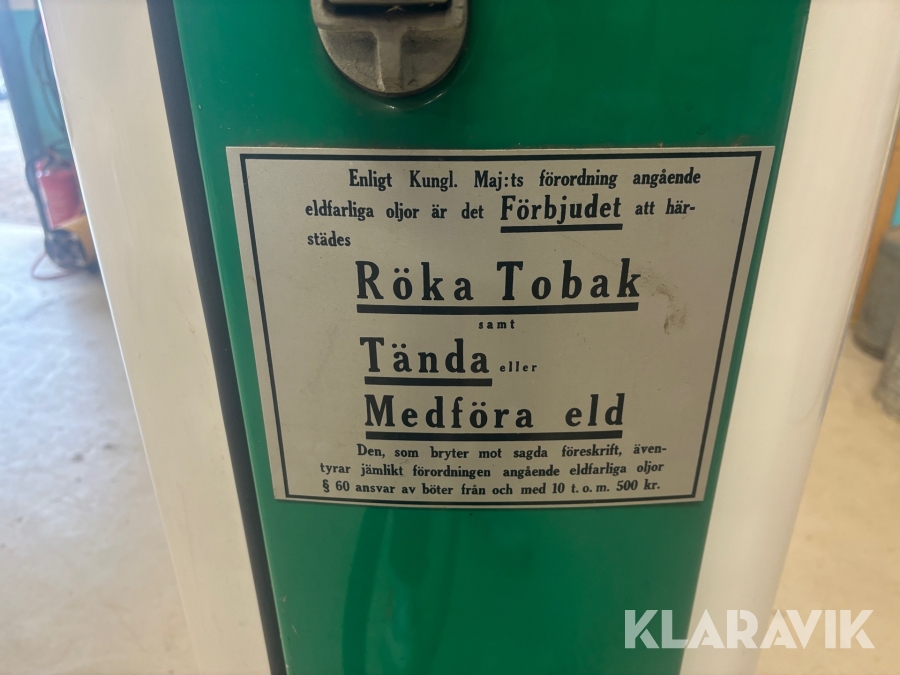 Enligt Kungl. Maj:ts förordning angående
eldfarliga oljor är det Förbjudet att här-
städes
Röka Tobak
samt
Tända eller
Medföra eld
Den, som bryter mot sagda föreskrift, även-
tyrar jämlikt förordningen angående eldfarliga oljor
§ 60 ansvar av böter från och med 10 t. o. m. 500 kr.
KLARAVIK